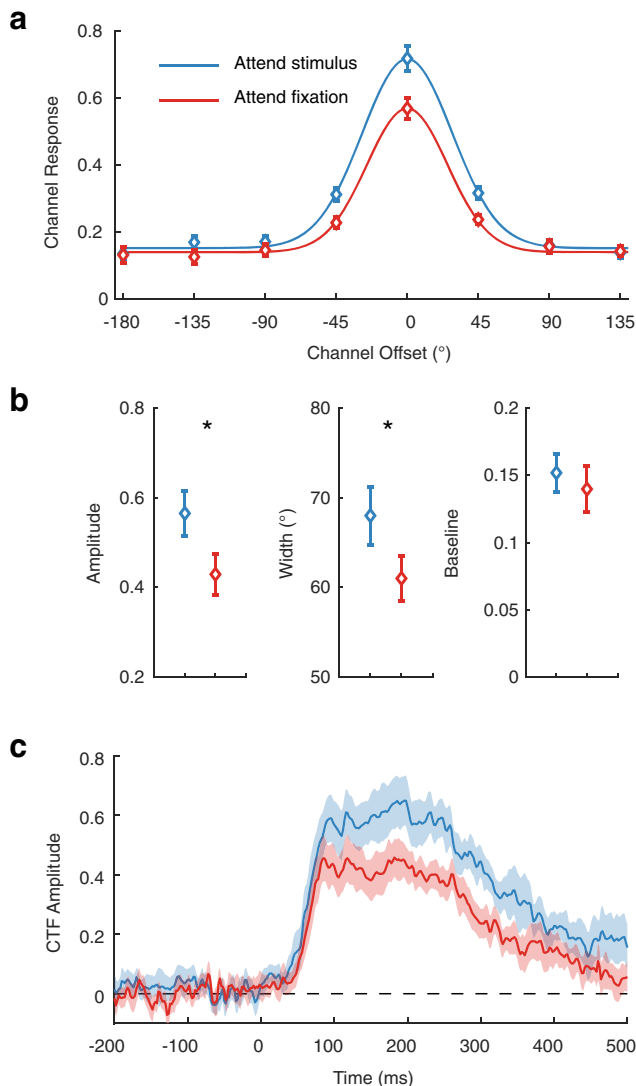 a
0.8
0.6
0.4
0.2
0
Channel Response
Attend stimulus
Attend fixation
-180 -135 -90 -45 0 45 90 135
Channel Offset (°)
b
0.8
0.6
0.4
0.2
Amplitude
*
80
70
60
50
Width (°)
*
0.2
0.15
0.1
0.05
0
Baseline
c
0.8
0.6
0.4
0.2
0
CTF Amplitude
-200 -100 0 100 200 300 400 500
Time (ms)